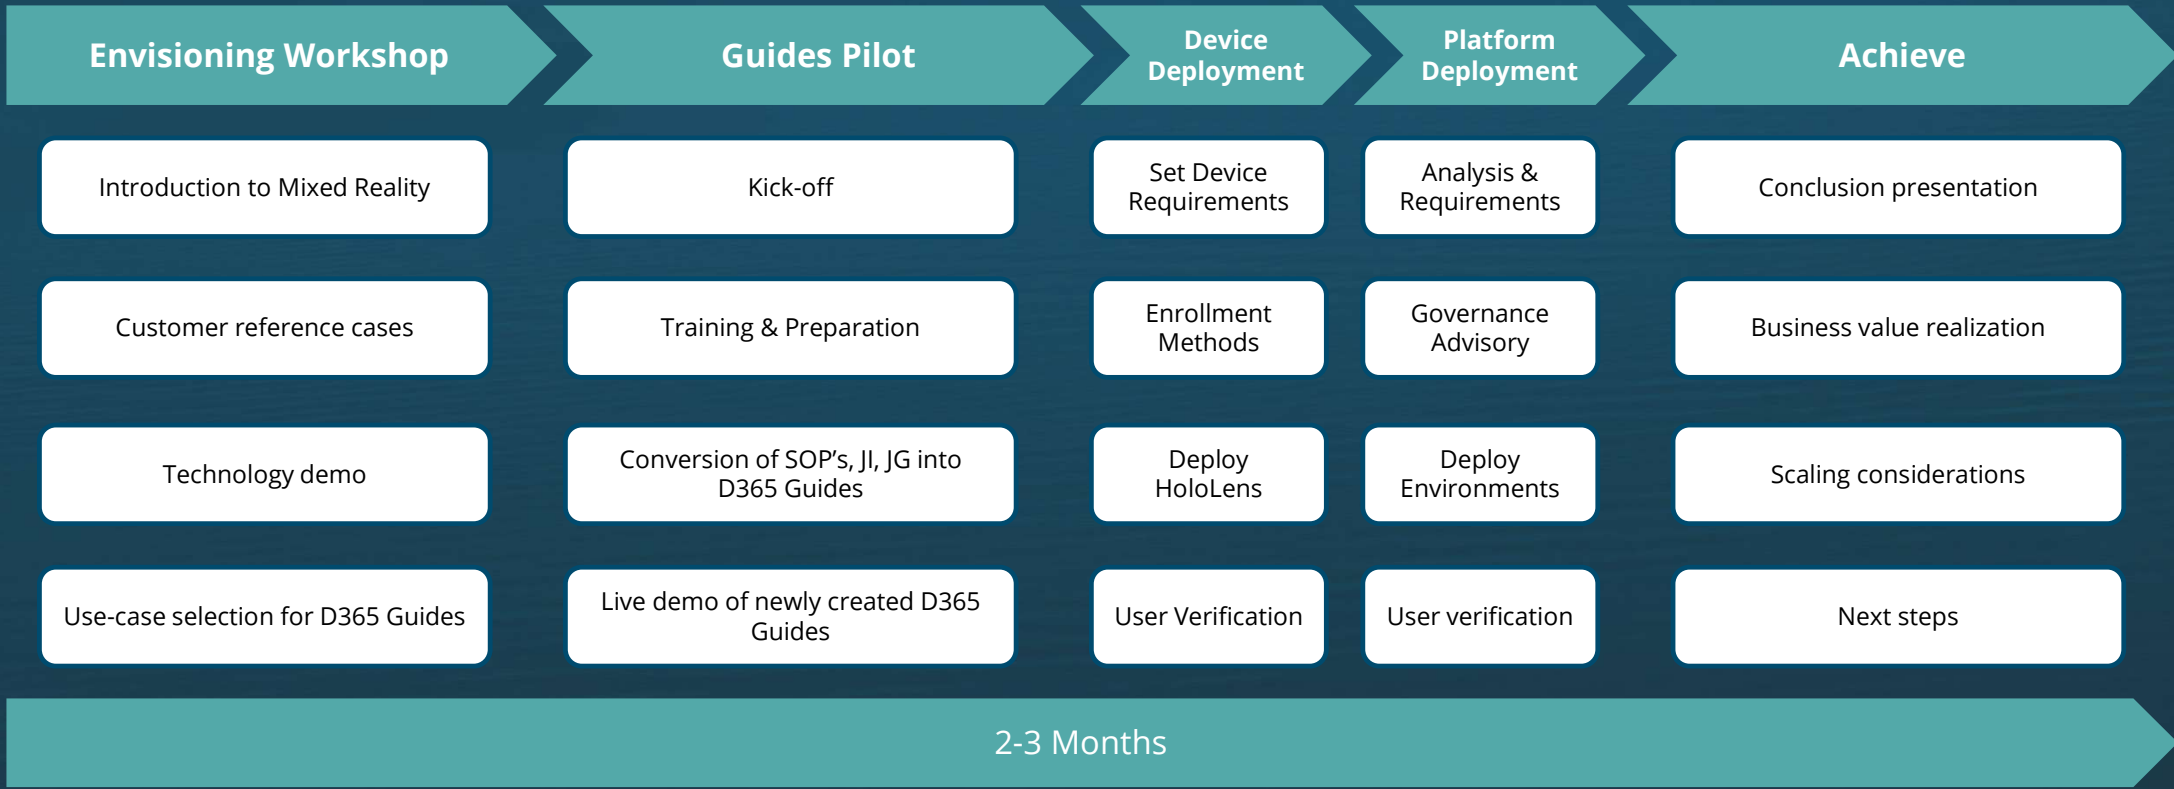 Envisioning Workshop
Guides Pilot
Device
Deployment
Platform
Deployment
Achieve
Introduction to Mixed Reality
Kick-off
Set Device
Requirements
Analysis &
Requirements
Conclusion presentation
Customer reference cases
Training & Preparation
Enrollment
Methods
Governance
Advisory
Business value realization
Technology demo
Conversion of SOP’s, JI, JG into
D365 Guides
Deploy
HoloLens
Deploy
Environments
Scaling considerations
Use-case selection for D365 Guides
Live demo of newly created D365
Guides
User Verification
User verification
Next steps
2-3 Months